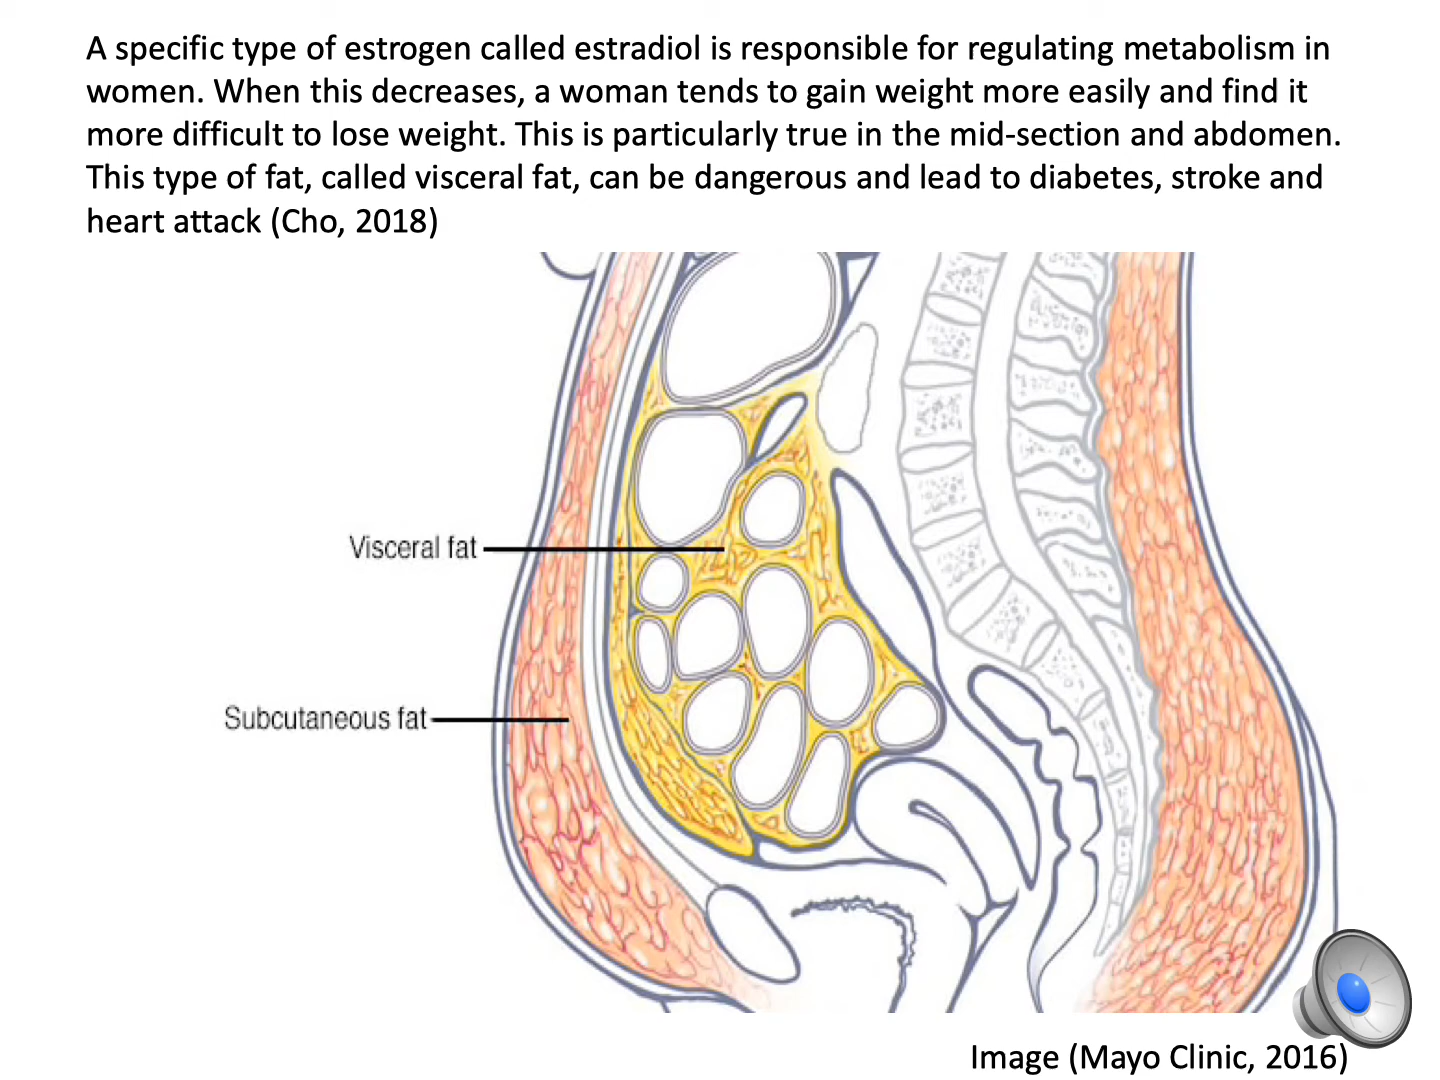 A specific type of estrogen called estradiol is responsible for regulating metabolism in
women. When this decreases, a woman tends to gain weight more easily and find it
more difficult to lose weight. This is particularly true in the mid-section and abdomen.
This type of fat, called visceral fat, can be dangerous and lead to diabetes, stroke and
heart attack (Cho, 2018)
Visceral fat
Subcutaneous fat
Image (Mayo Clinic, 2016)